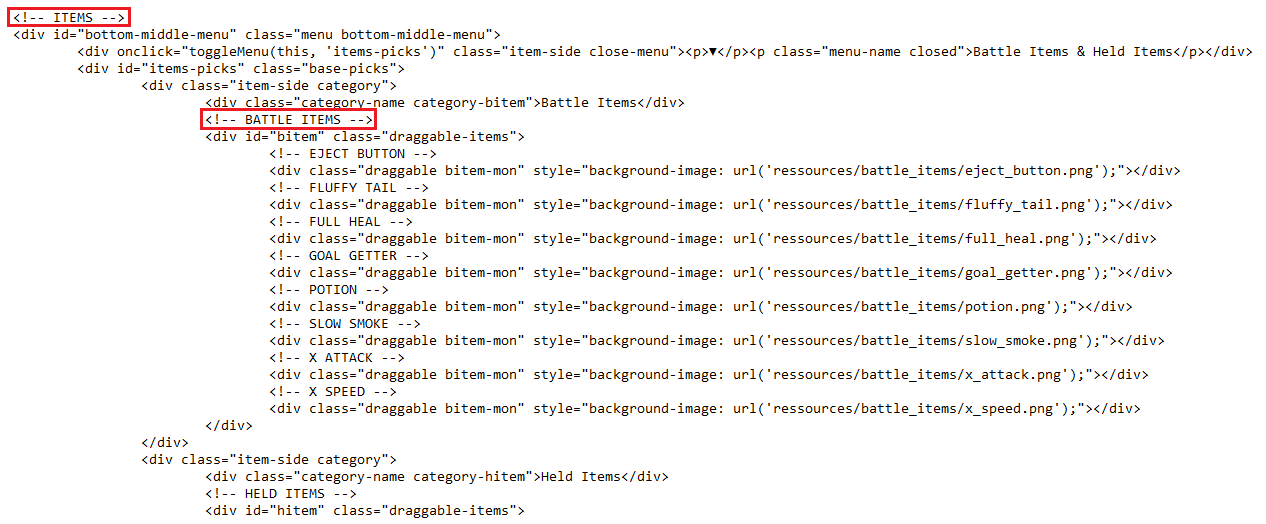 <!-- ITEMS -->
<div id="bottom-middle-menu" class="menu bottom-middle-menu">
<div onclick="toggleMenu(this, 'items-picks')" class="item-side close-menu"><p>▼</p><p class="menu-name closed">Battle Items & Held Items</p></div>
<div id="items-picks" class="base-picks">
<div class="item-side category">
<div class="category-name category-bitem">Battle Items</div>
<!-- BATTLE ITEMS -->
<div id="bitem" class="draggable-items">
<!-- EJECT BUTTON -->
<div class="draggable bitem-mon" style="background-image: url('ressources/battle_items/eject_button.png');"></div>
<!-- FLUFFY TAIL -->
<div class="draggable bitem-mon" style="background-image: url('ressources/battle_items/fluffy_tail.png');"></div>
<!-- FULL HEAL -->
<div class="draggable bitem-mon" style="background-image: url('ressources/battle_items/full_heal.png');"></div>
<!-- GOAL GETTER -->
<div class="draggable bitem-mon" style="background-image: url('ressources/battle_items/goal_getter.png');"></div>
<!-- POTION -->
<div class="draggable bitem-mon" style="background-image: url('ressources/battle_items/potion.png');"></div>
<!-- SLOW SMOKE -->
<div class="draggable bitem-mon" style="background-image: url('ressources/battle_items/slow_smoke.png');"></div>
<!-- X ATTACK -->
<div class="draggable bitem-mon" style="background-image: url('ressources/battle_items/x_attack.png');"></div>
<!-- X SPEED -->
<div class="draggable bitem-mon" style="background-image: url('ressources/battle_items/x_speed.png');"></div>
</div>
</div>
<div class="item-side category">
<div class="category-name category-hitem">Held Items</div>
<!-- HELD ITEMS -->
<div id="hitem" class="draggable-items">